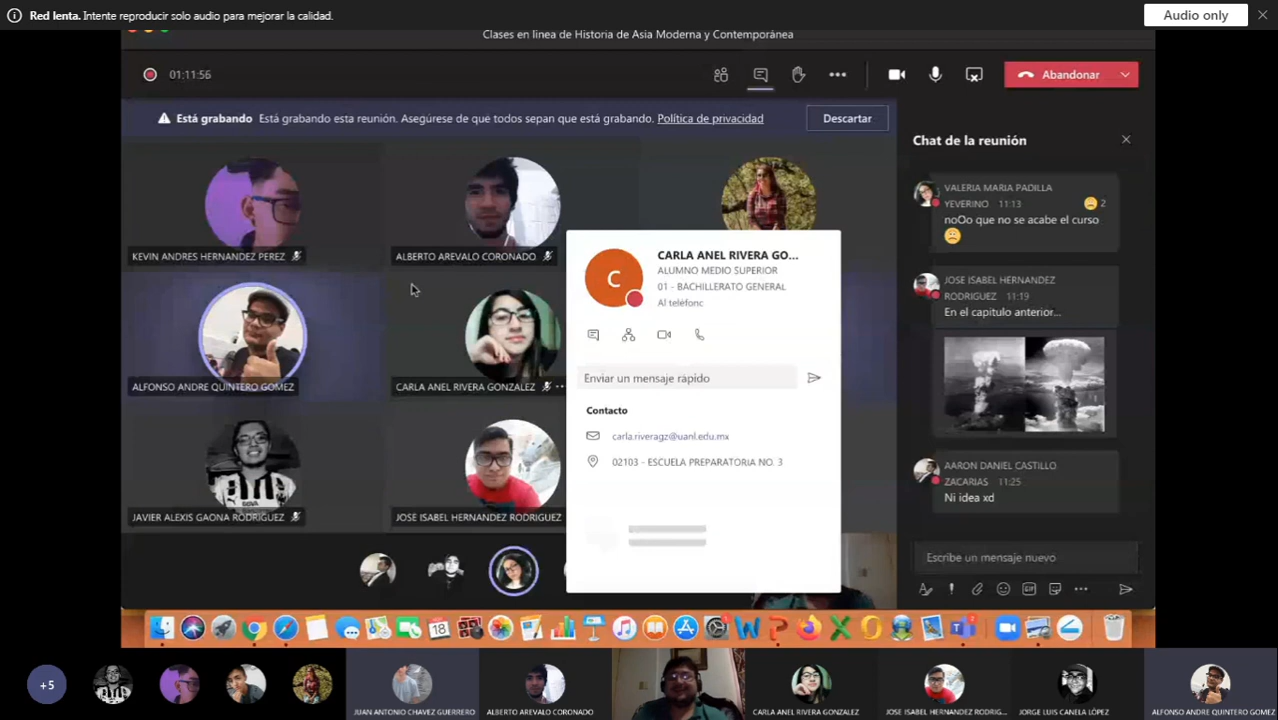 Red lenta. Intente reproducir solo audio para mejorar la calidad.
Audio only
Clases en línea de Historia de Asia Moderna y Contemporánea
01:11:56
Abandonar
Está grabando Está grabando esta reunión. Asegúrese de que todos sepan que está grabando. Política de privacidad
Descartar
KEVIN ANDRES HERNANDEZ PEREZ
ALBERTO AREVALO CORONADO
ALFONSO ANDRE QUINTERO GOMEZ
CARLA ANEL RIVERA GONZALEZ
JAVIER ALEXIS GAONA RODRIGUEZ
JOSE ISABEL HERNANDEZ RODRIGUEZ
C
CARLA ANEL RIVERA GO...
ALUMNO MEDIO SUPERIOR
01 - BACHILLERATO GENERAL
Al teléfonc
Enviar un mensaje rápido
Contacto
carla.riveragz@uanl.edu.mx
02103 - ESCUELA PREPARATORIA NO. 3
Chat de la reunión
VALERIA MARIA PADILLA
YEVERINO 11:13
2
noOo que no se acabe el curso
JOSE ISABEL HERNANDEZ
RODRIGUEZ 11:19
En el capitulo anterior...
AARON DANIEL CASTILLO
ZACARIAS 11:25
Ni idea xd
Escribe un mensaje nuevo
GIF
18
+5
JUAN ANTONIO CHAVEZ GUERRERO
ALBERTO AREVALO CORONADO
CARLA ANEL RIVERA GONZALEZ
JOSE ISABEL HERNANDEZ RODRIG...
JORGE LUIS CANELA LÓPEZ
ALFONSO ANDRE QUINTERO GOMEZ